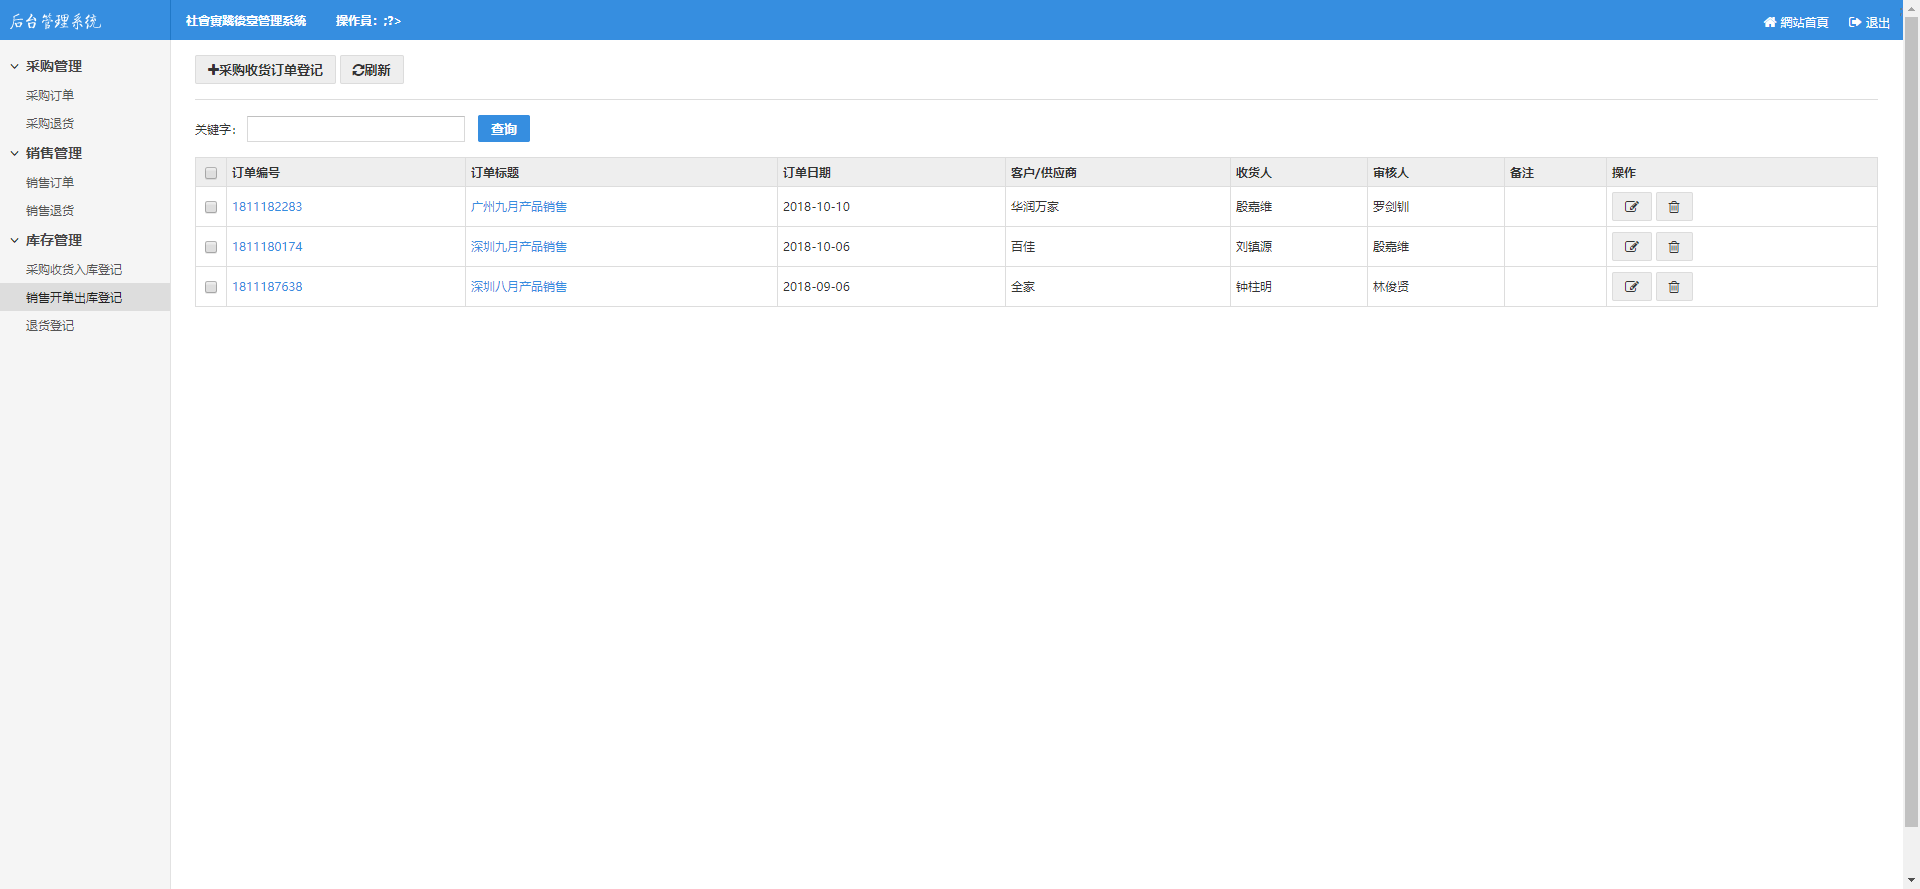 后台管理系统
社會實踐後臺管理系統 操作員：;?>
網站首頁 退出
采购管理
采购订单
采购退货
销售管理
销售订单
销售退货
库存管理
采购收货入库登记
销售开单出库登记
退货登记
采购收货订单登记 刷新
关键字： 查询
订单编号 订单标题 订单日期 客户/供应商 收货人 审核人 备注 操作
1811182283 广州九月产品销售 2018-10-10 华润万家 殷嘉维 罗剑钏
1811180174 深圳九月产品销售 2018-10-06 百佳 刘镇源 殷嘉维
1811187638 深圳八月产品销售 2018-09-06 全家 钟柱明 林俊贤